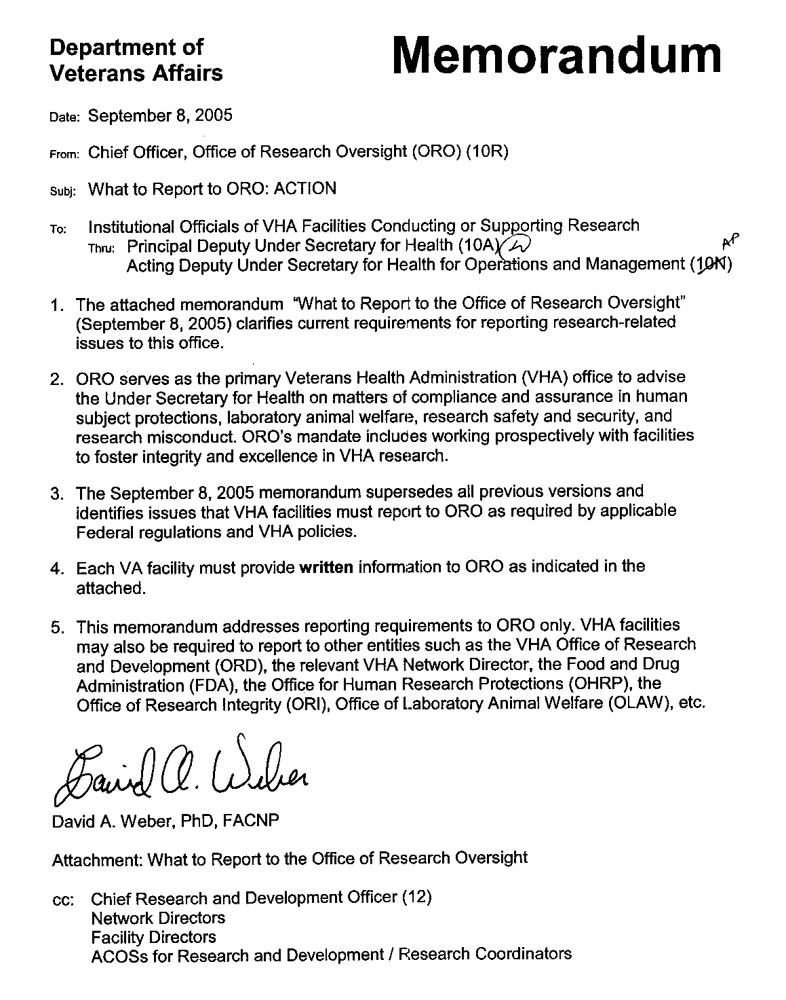 Department of
Veterans Affairs
Memorandum
Date: September 8, 2005
From: Chief Officer, Office of Research Oversight (ORO) (10R)
Subj: What to Report to ORO: ACTION
To: Institutional Officials of VHA Facilities Conducting or Supporting Research
Thru: Principal Deputy Under Secretary for Health (10A)
Acting Deputy Under Secretary for Health for Operations and Management (10N)
1. The attached memorandum "What to Report to the Office of Research Oversight"
(September 8, 2005) clarifies current requirements for reporting research-related
issues to this office.
2. ORO serves as the primary Veterans Health Administration (VHA) office to advise
the Under Secretary for Health on matters of compliance and assurance in human
subject protections, laboratory animal welfare, research safety and security, and
research misconduct. ORO's mandate includes working prospectively with facilities
to foster integrity and excellence in VHA research.
3. The September 8, 2005 memorandum supersedes all previous versions and
identifies issues that VHA facilities must report to ORO as required by applicable
Federal regulations and VHA policies.
4. Each VA facility must provide written information to ORO as indicated in the
attached.
5. This memorandum addresses reporting requirements to ORO only. VHA facilities
may also be required to report to other entities such as the VHA Office of Research
and Development (ORD), the relevant VHA Network Director, the Food and Drug
Administration (FDA), the Office for Human Research Protections (OHRP), the
Office of Research Integrity (ORI), Office of Laboratory Animal Welfare (OLAW), etc.
David A. Weber
David A. Weber, PhD, FACNP
Attachment: What to Report to the Office of Research Oversight
cc: Chief Research and Development Officer (12)
Network Directors
Facility Directors
ACOSs for Research and Development / Research Coordinators